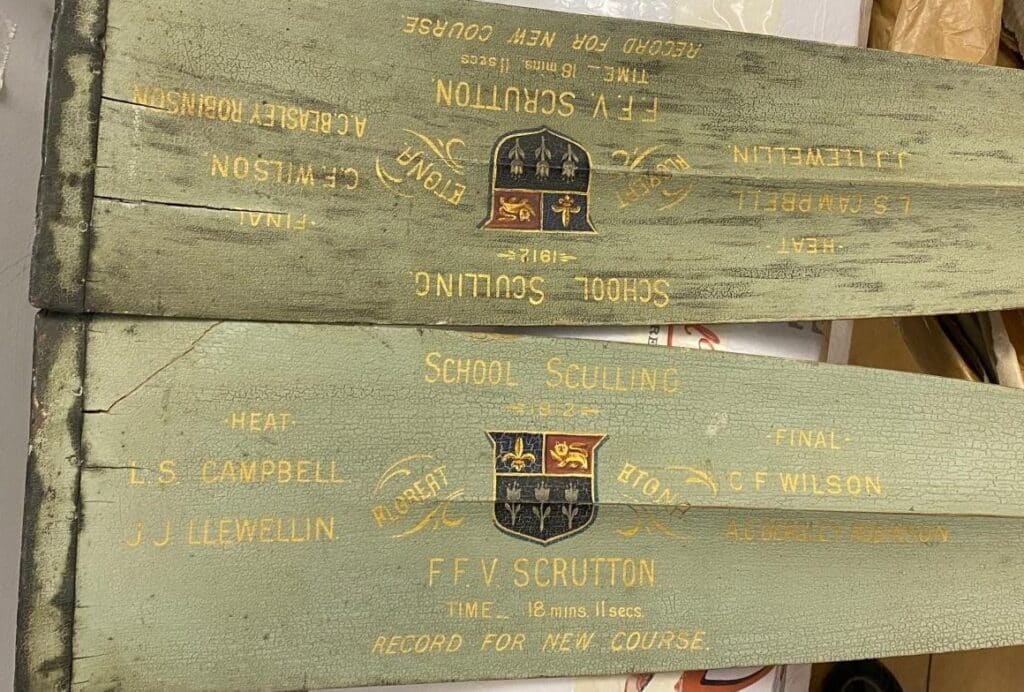 RECORD FOR NEW COURSE.
TIME_ 18 mins. 11 secs
F.F.V. SCRUTTON.
A.C. BEASLEY ROBINSON
C.F. WILSON.
FINAL
FLOREAT
ETONA
J.J. LLEWELLIN.
L S CAMPBELL
·HEAT·
1912
SCHOOL SCULLING.
SCHOOL SCULLING
1912
·HEAT·
L.S. CAMPBELL
J J LLEWELLIN.
FLOREAT
ETONA
FINAL·
C F WILSON.
A.C. BEASLEY ROBINSON.
F F. V SCRUTTON
TIME_ 18 mins. 11 secs.
RECORD FOR NEW COURSE.